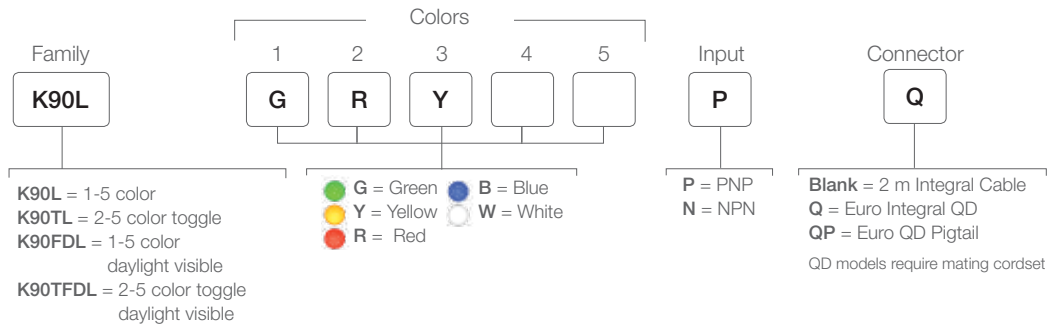 Colors
Family 1 2 3 4 5 Input Connector
K90L G R Y P Q
K90L = 1-5 color
K90TL = 2-5 color toggle
K90FDL = 1-5 color
daylight visible
K90TFDL = 2-5 color toggle
daylight visible
G = Green B = Blue
Y = Yellow W = White
R = Red
P = PNP
N = NPN
Blank = 2 m Integral Cable
Q = Euro Integral QD
QP = Euro QD Pigtail
QD models require mating cordset